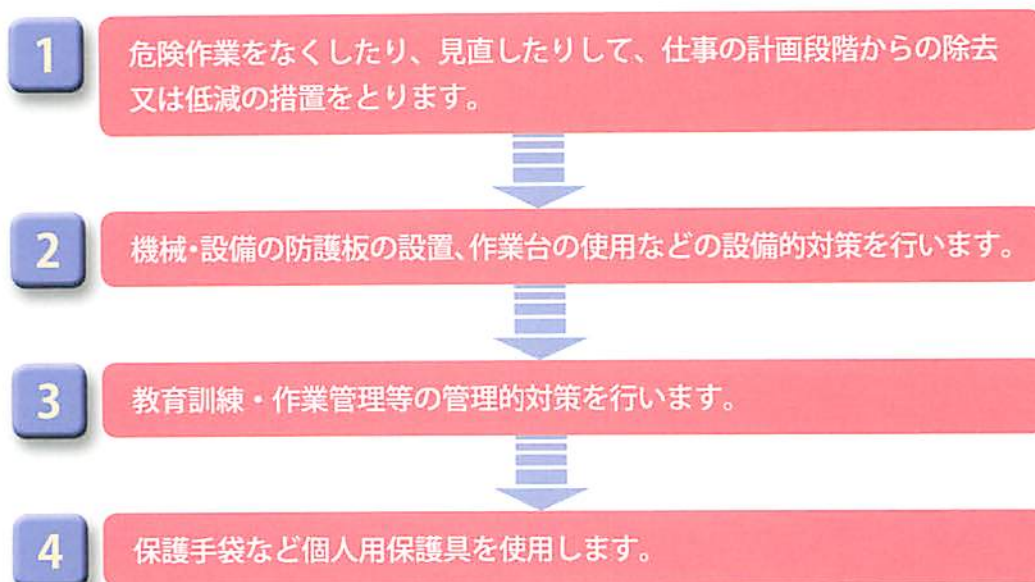 1
危険作業をなくしたり、見直したりして、仕事の計画段階からの除去
又は低減の措置をとります。
2
機械・設備の防護板の設置、作業台の使用などの設備的対策を行います。
3
教育訓練・作業管理等の管理的対策を行います。
4
保護手袋など個人用保護具を使用します。